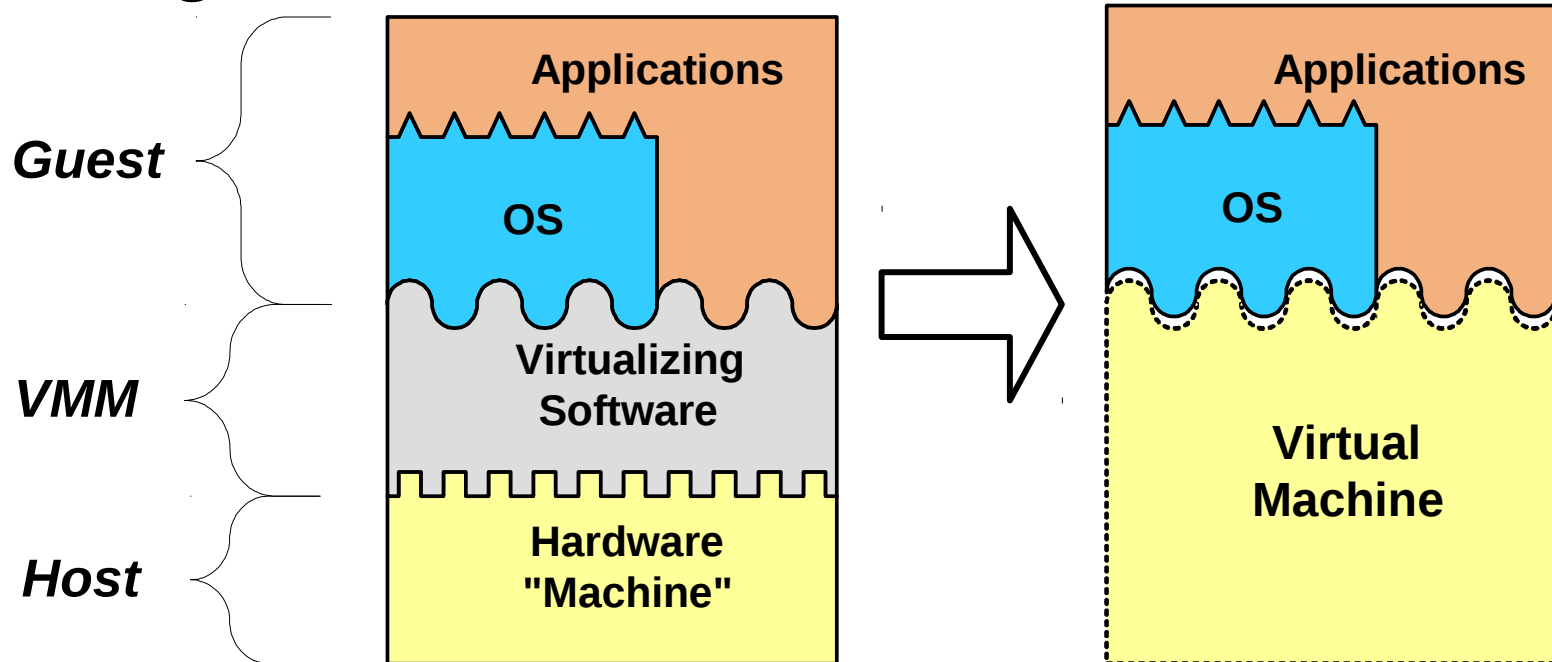 Applications
Applications
Guest
OS
OS
Virtualizing
Software
VMM
Virtual
Machine
Hardware
"Machine"
Host